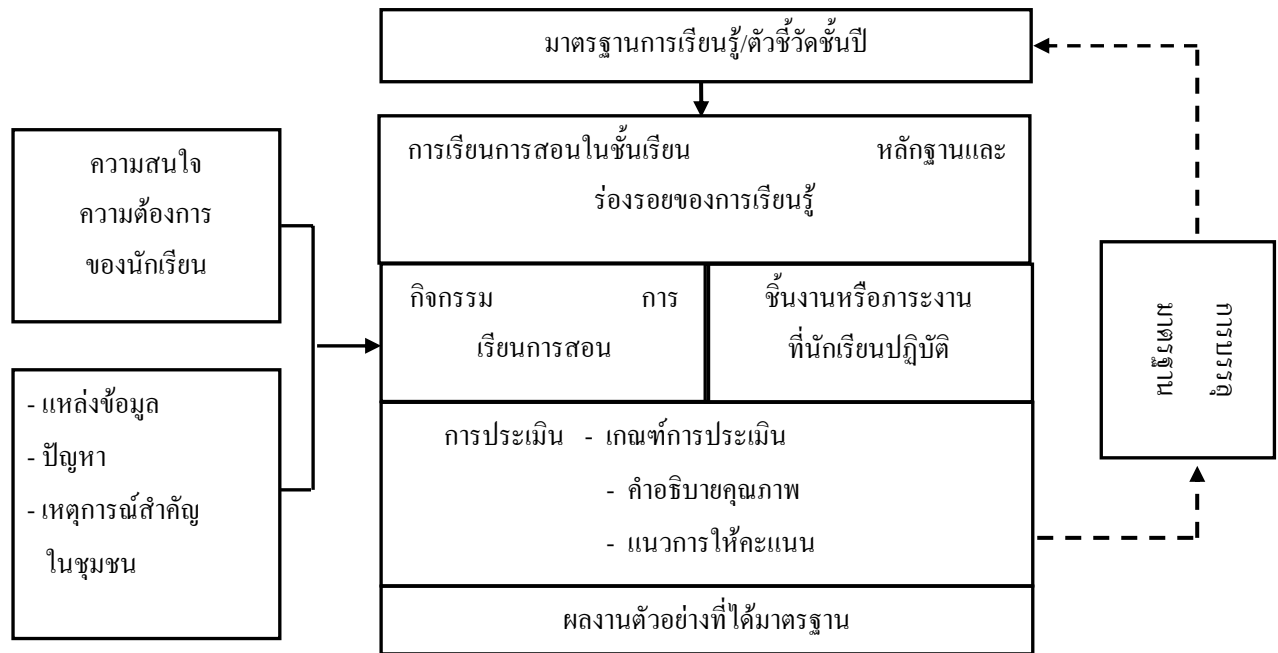 มาตรฐานการเรียนรู้/ตัวชี้วัดชั้นปี
ความสนใจ
ความต้องการ
ของนักเรียน
- แหล่งข้อมูล
- ปัญหา
- เหตุการณ์สำคัญ
ในชุมชน
การเรียนการสอนในชั้นเรียน หลักฐานและ
ร่องรอยของการเรียนรู้
กิจกรรม การ
เรียนการสอน
ชิ้นงานหรือภาระงาน
ที่นักเรียนปฏิบัติ
การประเมิน - เกณฑ์การประเมิน
- คำอธิบายคุณภาพ
- แนวการให้คะแนน
ผลงานตัวอย่างที่ได้มาตรฐาน
การบรรลุ
มาตรฐาน